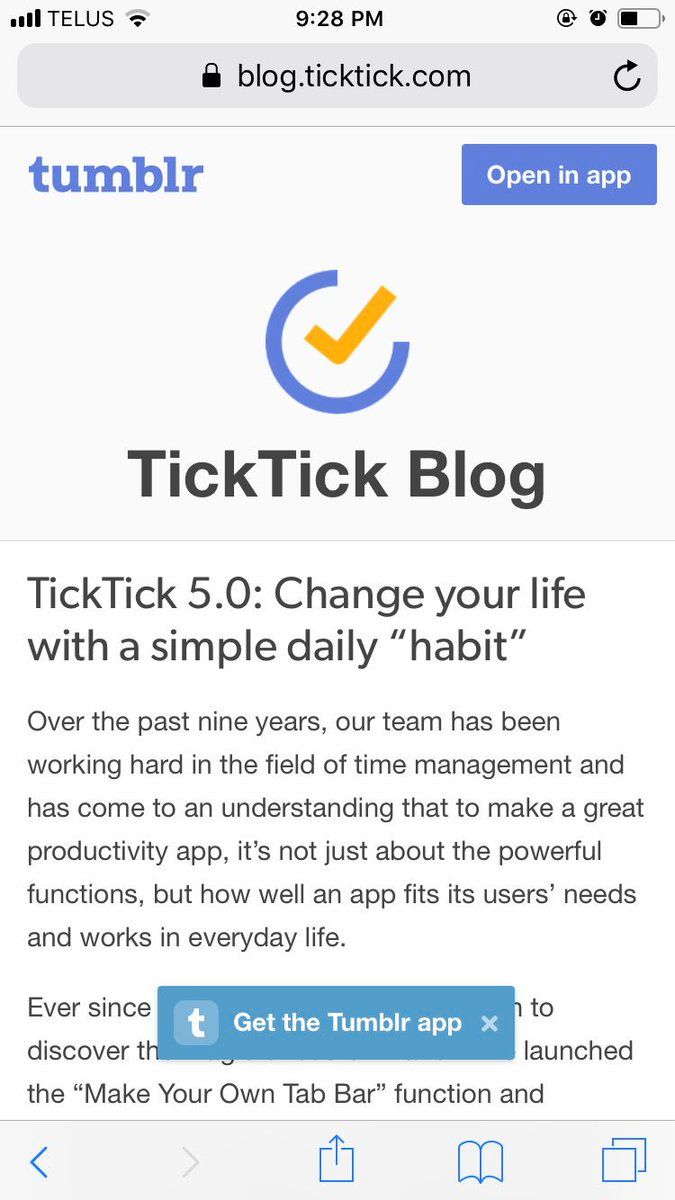 TELUS 9:28 PM
blog.ticktick.com
tumblr Open in app
TickTick Blog
TickTick 5.0: Change your life
with a simple daily “habit”
Over the past nine years, our team has been
working hard in the field of time management and
has come to an understanding that to make a great
productivity app, it’s not just about the powerful
functions, but how well an app fits its users’ needs
and works in everyday life.
Ever since to
t Get the Tumblr app ×
discover launched
the “Make Your Own Tab Bar” function and